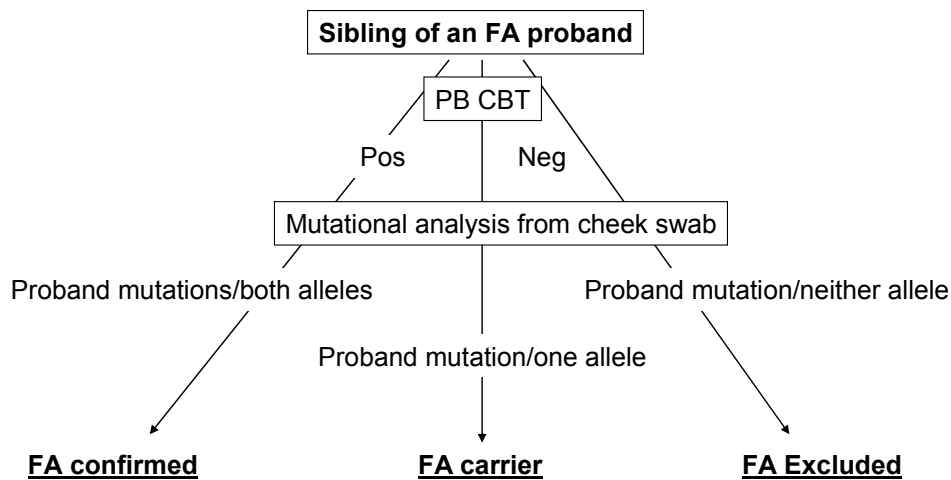 Sibling of an FA proband
PB CBT
Pos
Neg
Mutational analysis from cheek swab
Proband mutations/both alleles
Proband mutation/neither allele
Proband mutation/one allele
FA confirmed
FA carrier
FA Excluded